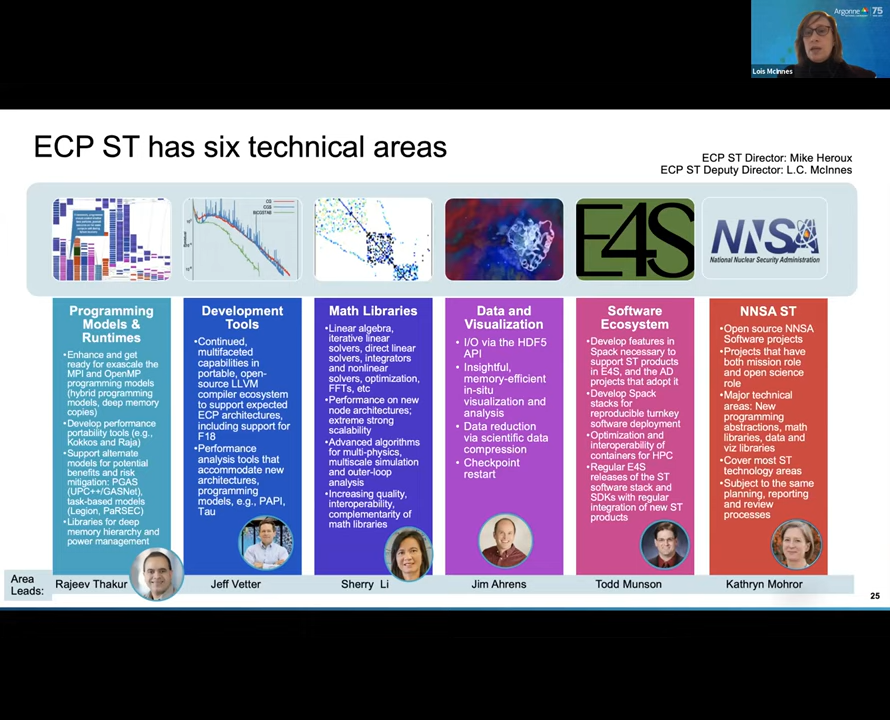 Argonne
75
Lois McInnes
ECP ST has six technical areas
ECP ST Director: Mike Heroux
ECP ST Deputy Director: L.C. McInnes
E4S
NNSA
National Nuclear Security Administration
Programming
Models &
Runtimes
•Enhance and get
ready for exascale the
MPI and OpenMP
programming models
(hybrid programming
models, deep memory
copies)
•Develop performance
portability tools (e.g.,
Kokkos and Raja)
•Support alternate
models for potential
benefits and risk
mitigation: PGAS
(UPC++/GASNet),
task-based models
(Legion, PaRSEC)
•Libraries for deep
memory hierarchy and
power management
Development
Tools
•Continued,
multifaceted
capabilities in
portable, open-
source LLVM
compiler ecosystem
to support expected
ECP architectures,
including support for
F18
•Performance
analysis tools that
accommodate new
architectures,
programming
models, e.g., PAPI,
Tau
Math Libraries
•Linear algebra,
iterative linear
solvers, direct linear
solvers, integrators
and nonlinear
solvers, optimization,
FFTs, etc
•Performance on new
node architectures;
extreme strong
scalability
•Advanced algorithms
for multi-physics,
multiscale simulation
and outer-loop
analysis
•Increasing quality,
interoperability,
complementarity of
math libraries
Data and
Visualization
• I/O via the HDF5
API
• Insightful,
memory-efficient
in-situ
visualization and
analysis
• Data reduction
via scientific data
compression
• Checkpoint
restart
Software
Ecosystem
•Develop features in
Spack necessary to
support ST products
in E4S, and the AD
projects that adopt it
•Develop Spack
stacks for
reproducible turnkey
software deployment
•Optimization and
interoperability of
containers for HPC
•Regular E4S
releases of the ST
software stack and
SDKs with regular
integration of new ST
products
NNSA ST
•Open source NNSA
Software projects
•Projects that have
both mission role
and open science
role
•Major technical
areas: New
programming
abstractions, math
libraries, data and
viz libraries
•Cover most ST
technology areas
•Subject to the same
planning, reporting
and review
processes
Area
Leads:
Rajeev Thakur
Jeff Vetter
Sherry Li
Jim Ahrens
Todd Munson
Kathryn Mohror
25